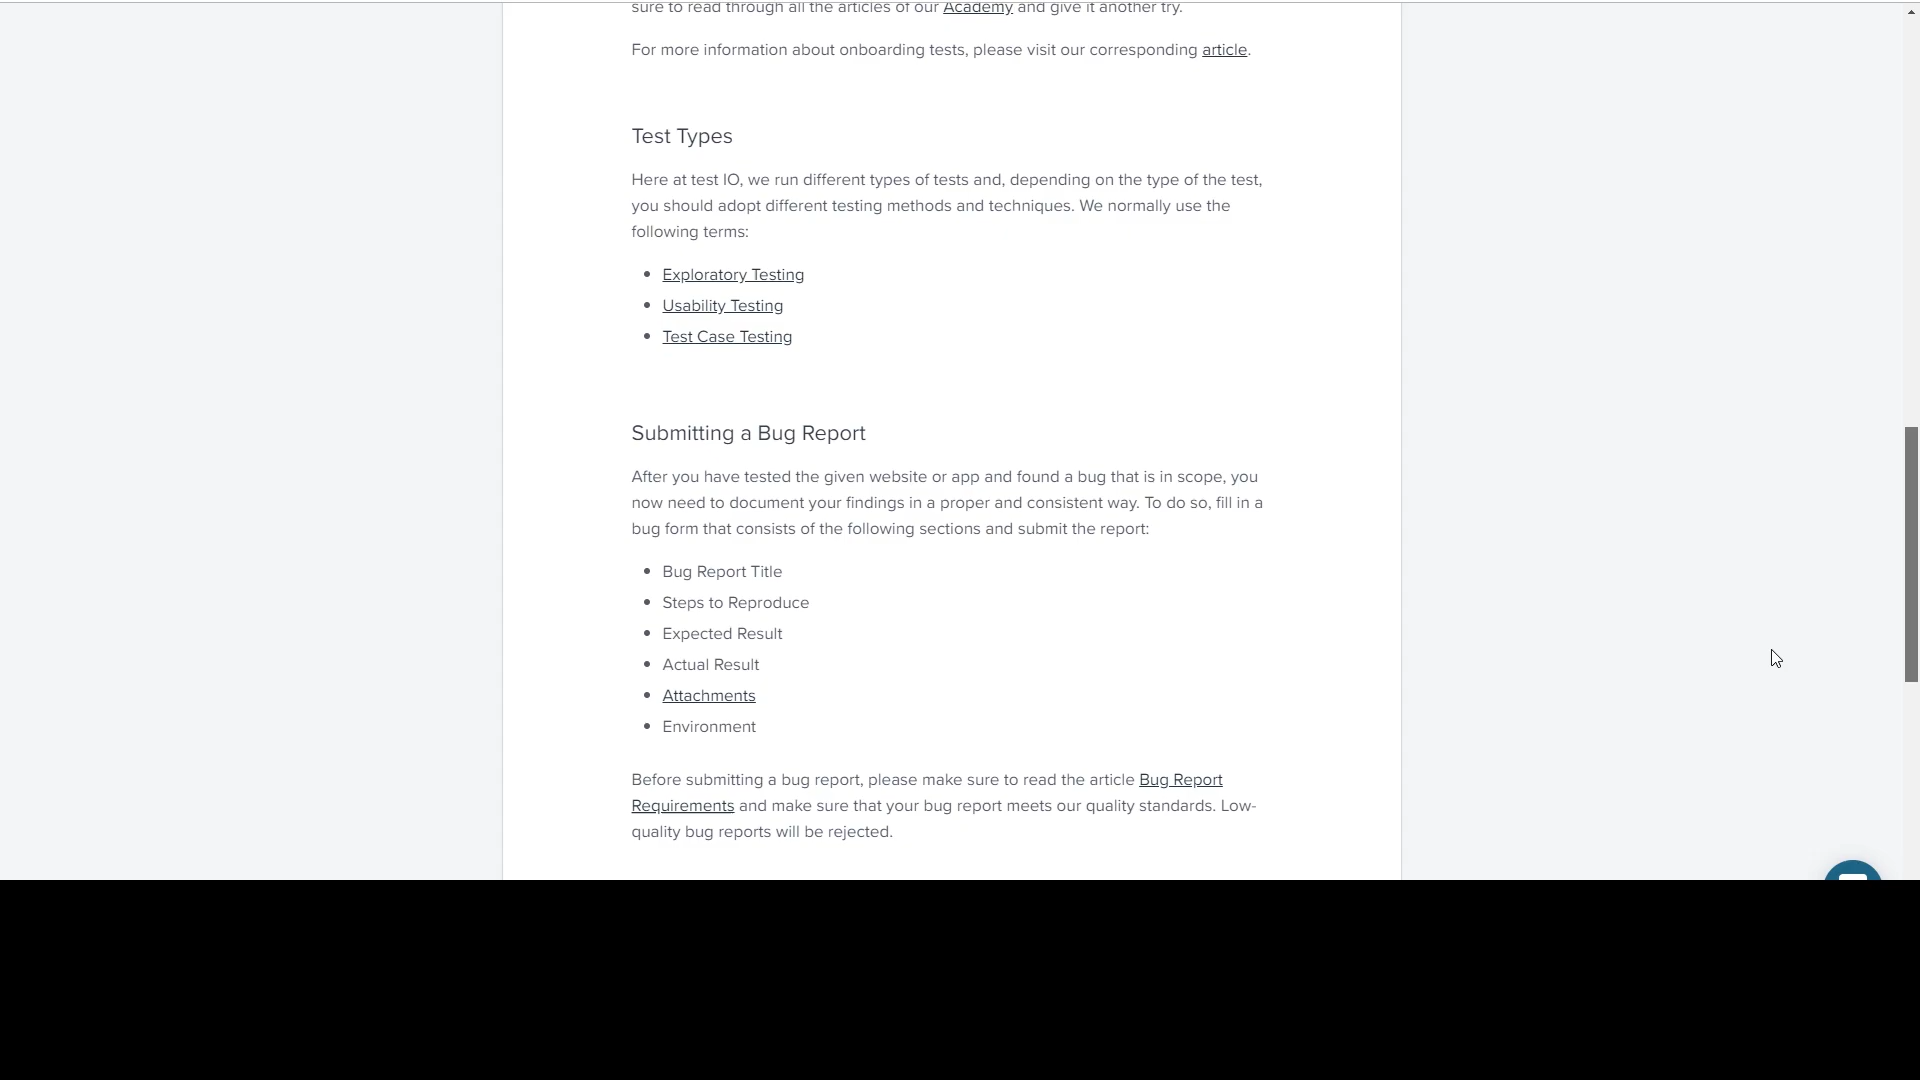 sure to read through all the articles of our Academy and give it another try.
For more information about onboarding tests, please visit our corresponding article.
Test Types
Here at test IO, we run different types of tests and, depending on the type of the test,
you should adopt different testing methods and techniques. We normally use the
following terms:
• Exploratory Testing
• Usability Testing
• Test Case Testing
Submitting a Bug Report
After you have tested the given website or app and found a bug that is in scope, you
now need to document your findings in a proper and consistent way. To do so, fill in a
bug form that consists of the following sections and submit the report:
• Bug Report Title
• Steps to Reproduce
• Expected Result
• Actual Result
• Attachments
• Environment
Before submitting a bug report, please make sure to read the article Bug Report
Requirements and make sure that your bug report meets our quality standards. Low-
quality bug reports will be rejected.